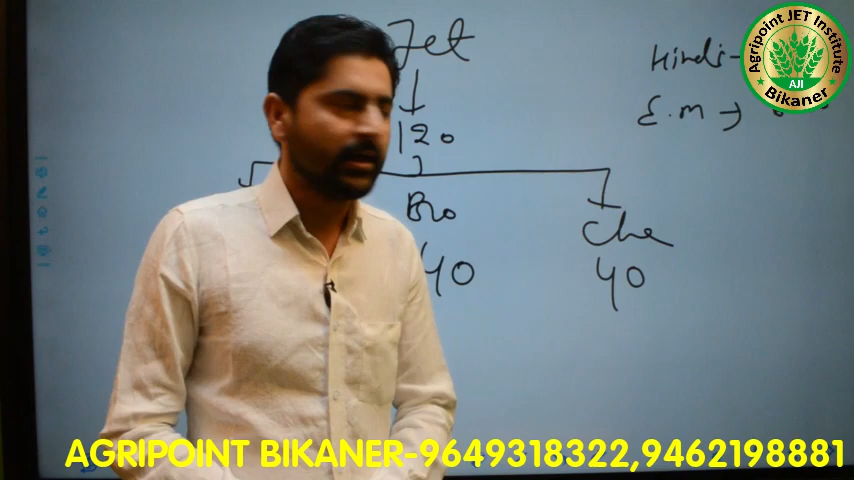 Jet
120
Bio
40
Che
40
Hindi-
E.m →
Agripoint JET Institute
AJI
Bikaner
AGRIPOINT BIKANER-9649318322,9462198881